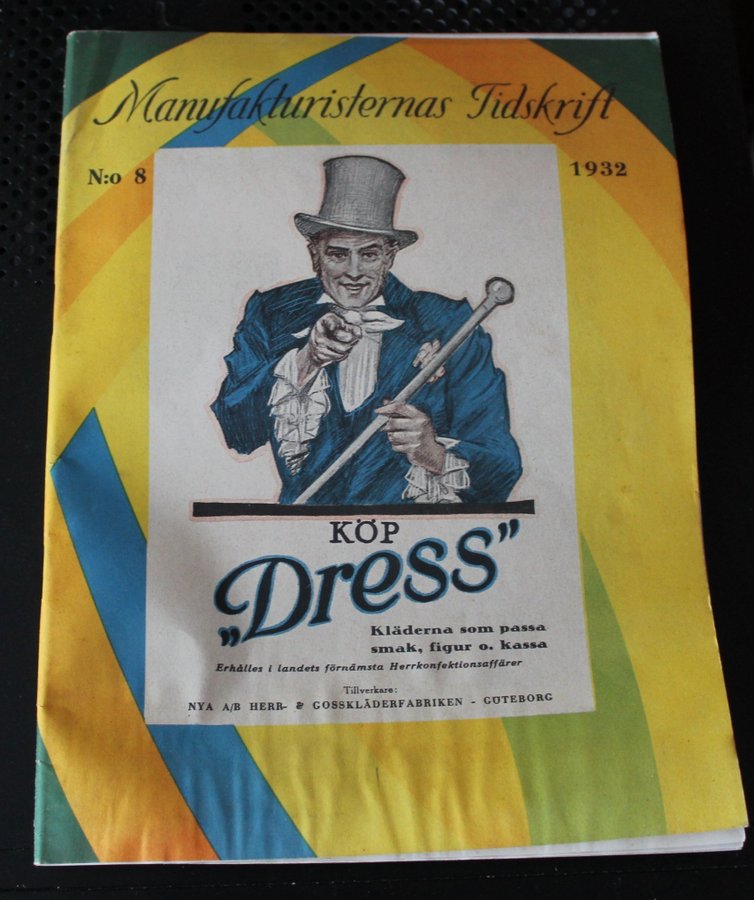 Manufakturisternas Tidskrift
N:o 8
1932
KÖP
„Dress”
Kläderna som passa
smak, figur o. kassa
Erhålles i landets förnämsta Herrkonfektionsaffärer
Tillverkare:
NYA A/B HERR- & GOSSKLÄDERFABRIKEN - GÖTEBORG